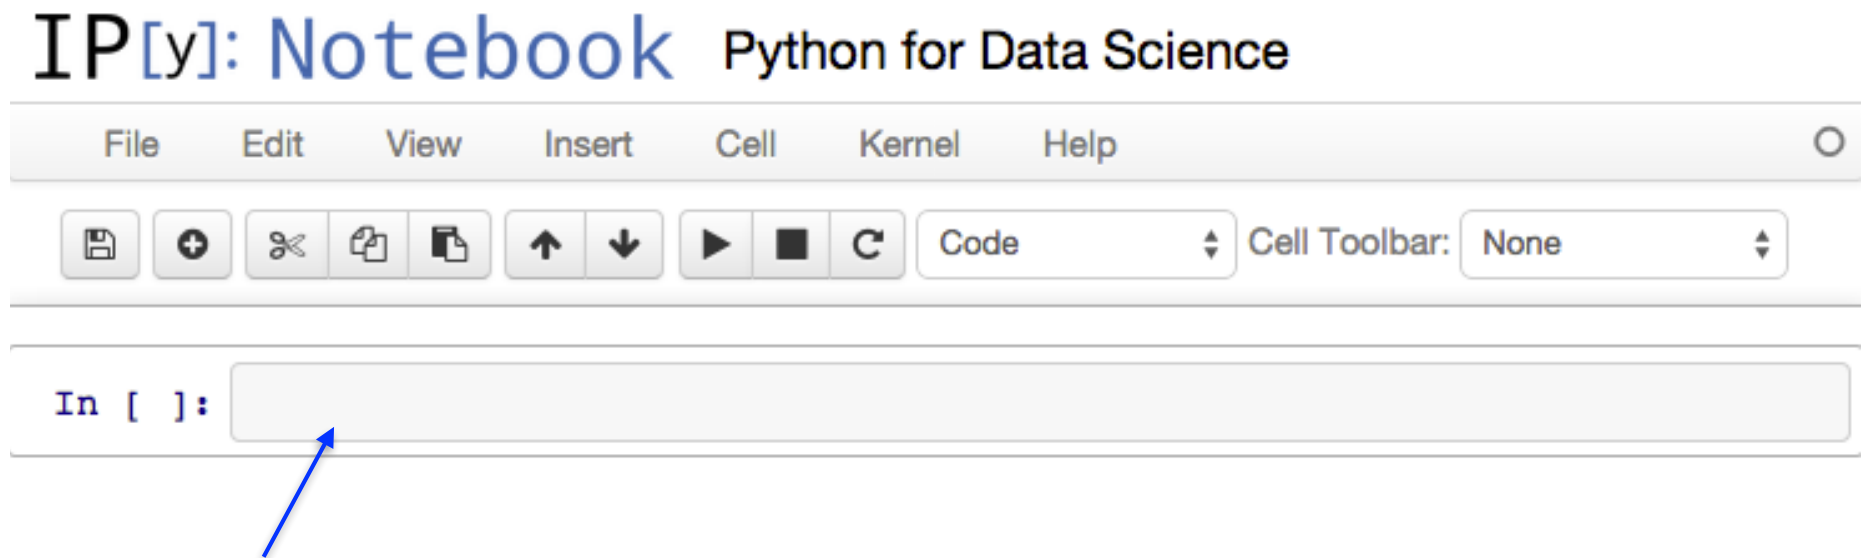 IP[y]: Notebook Python for Data Science
File Edit View Insert Cell Kernel Help
Code Cell Toolbar: None
In [ ]: